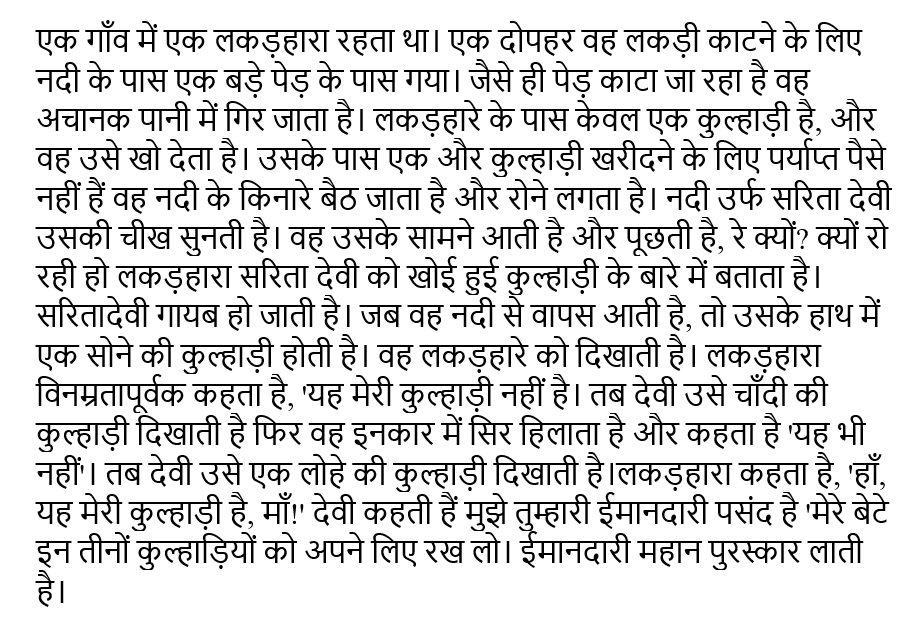 एक गाँव में एक लकड़हारा रहता था। एक दोपहर वह लकड़ी काटने के लिए
नदी के पास एक बड़े पेड़ के पास गया। जैसे ही पेड़ काटा जा रहा है वह
अचानक पानी में गिर जाता है। लकड़हारे के पास केवल एक कुल्हाड़ी है, और
वह उसे खो देता है। उसके पास एक और कुल्हाड़ी खरीदने के लिए पर्याप्त पैसे
नहीं हैं वह नदी के किनारे बैठ जाता है और रोने लगता है। नदी उर्फ सरिता देवी
उसकी चीख सुनती है। वह उसके सामने आती है और पूछती है, रे क्यों? क्यों रो
रही हो लकड़हारा सरिता देवी को खोई हुई कुल्हाड़ी के बारे में बताता है।
सरितादेवी गायब हो जाती है। जब वह नदी से वापस आती है, तो उसके हाथ में
एक सोने की कुल्हाड़ी होती है। वह लकड़हारे को दिखाती है। लकड़हारा
विनम्रतापूर्वक कहता है, 'यह मेरी कुल्हाड़ी नहीं है। तब देवी उसे चाँदी की
कुल्हाड़ी दिखाती है फिर वह इनकार में सिर हिलाता है और कहता है 'यह भी
नहीं'। तब देवी उसे एक लोहे की कुल्हाड़ी दिखाती है।लकड़हारा कहता है, 'हाँ,
यह मेरी कुल्हाड़ी है, माँ!' देवी कहती हैं मुझे तुम्हारी ईमानदारी पसंद है 'मेरे बेटे
इन तीनों कुल्हाड़ियों को अपने लिए रख लो। ईमानदारी महान पुरस्कार लाती
है।